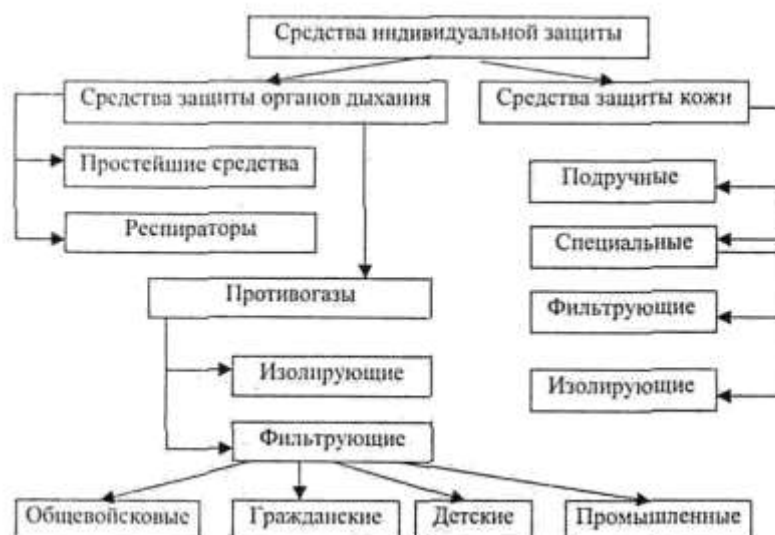 Средства индивидуальной защиты
Средства защиты органов дыхания
Средства защиты кожи
Простейшие средства
Подручные
Респираторы
Специальные
Противогазы
Фильтрующие
Изолирующие
Изолирующие
Фильтрующие
Общевойсковые
Гражданские
Детские
Промышленные